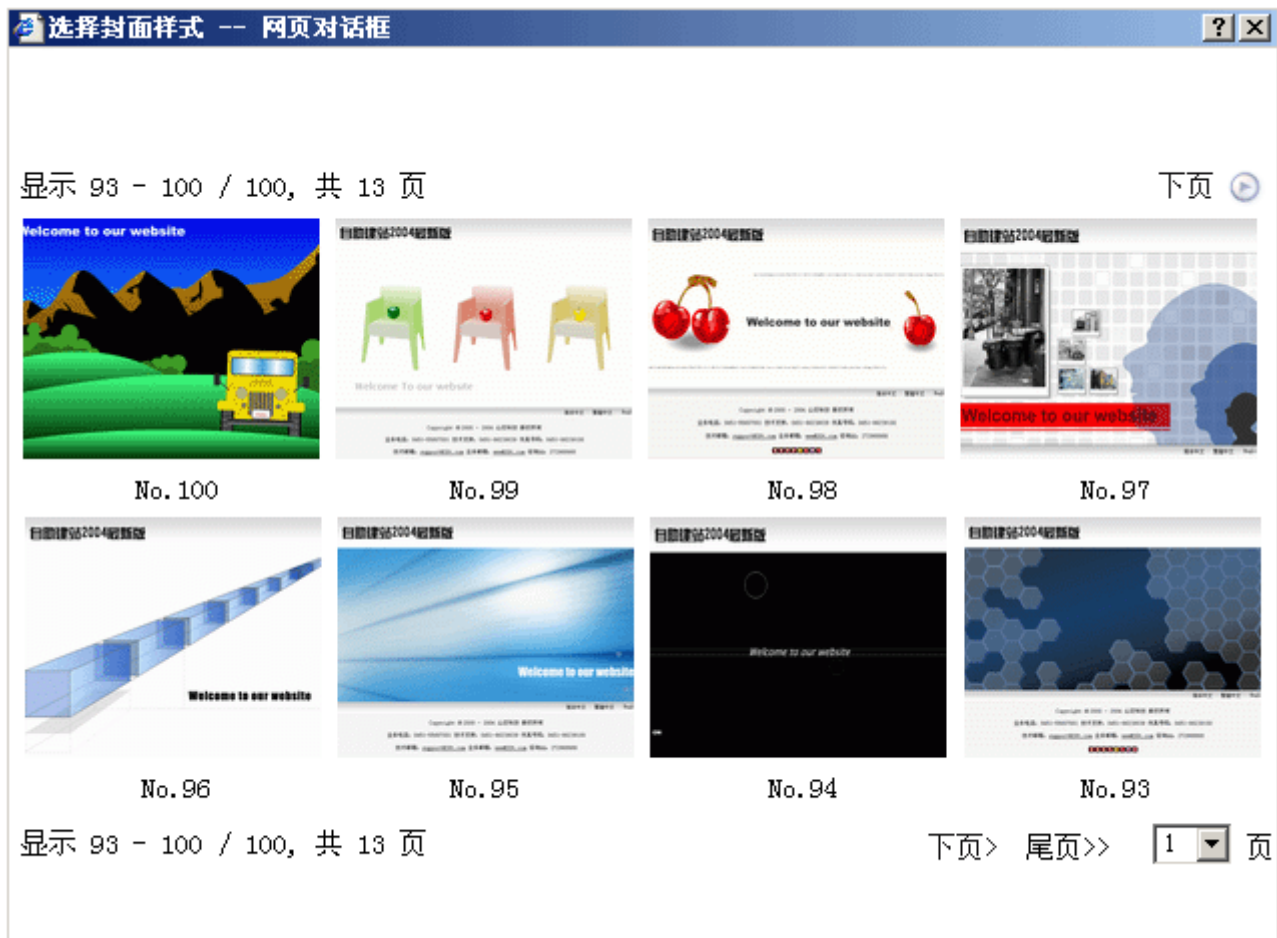 选择封面样式 -- 网页对话框
显示 93 - 100 / 100, 共 13 页
下页
Welcome to our website
自助建站2004最新版
自助建站2004最新版
自助建站2004最新版
Welcome To our website
Welcome to our website
Welcome to our website
No.100
No.99
No.98
No.97
自助建站2004最新版
自助建站2004最新版
自助建站2004最新版
自助建站2004最新版
Welcome to our website
Welcome to our website
Welcome to our website
No.96
No.95
No.94
No.93
显示 93 - 100 / 100, 共 13 页
下页> 尾页>> 1 页